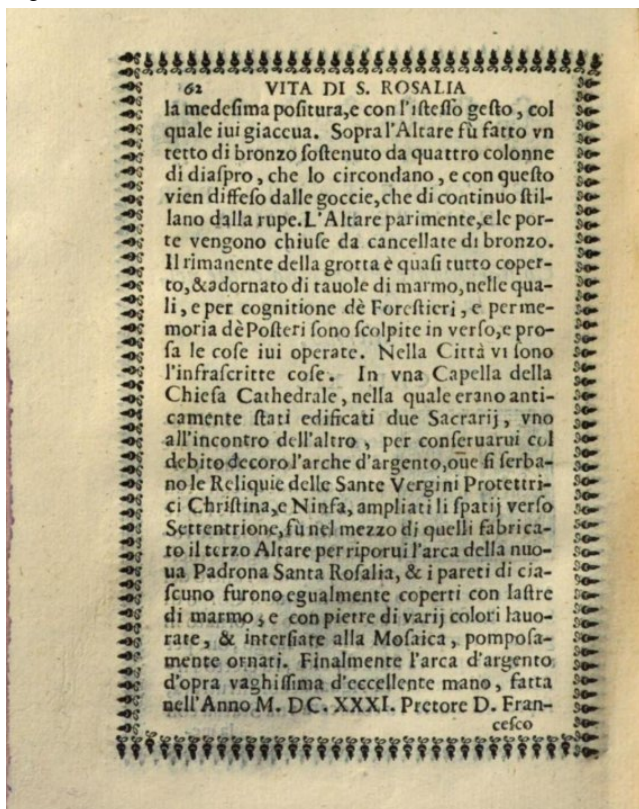 62 VITA DI S. ROSALIA
la medeſima poſitura,e con l'iſteſſo geſto, col
quale iui giaceua. Sopra l'Altare fù fatto vn
tetto di bronzo ſoſtenuto da quattro colonne
di diaſpro, che lo circondano, e con queſto
vien diffeſo dalle goccie,che di continuo ſtil-
lano dalla rupe.L'Altare parimente,e le por-
te vengono chiuſe da cancellate di bronzo.
Il rimanente della grotta è quaſi tutto coper-
to,&adornato di tauole di marmo,nelle qua-
li, e per cognitione dè Foreſtieri, e per me-
moria dè Poſteri ſono ſcolpite in verſo,e pro-
ſa le coſe iui operate. Nella Città vi ſono
l'infraſcritte coſe. In vna Capella della
Chieſa Cathedrale, nella quale erano anti-
camente ſtati edificati due Sacrarij, vno
all'incontro dell'altro, per conſeruarui col
debito decoro l'arche d'argento,oue ſi ſerba-
no le Reliquie delle Sante Vergini Protettri-
ci Chriſtina,e Ninfa, ampliati li ſpatij verſo
Settentrione,fù nel mezzo di quelli fabrica-
to il terzo Altare per riporui l'arca della nuo-
ua Padrona Santa Roſalia, & i pareti di cia-
ſcuno furono egualmente coperti con laſtre
di marmo; e con pietre di varij colori lauo-
rate, & interſiate alla Moſaica, pompoſa-
mente ornati. Finalmente l'arca d'argento
d'opra vaghiſſima d'eccellente mano, fatta
nell'Anno M. DC. XXXI. Pretore D. Fran-
ceſco